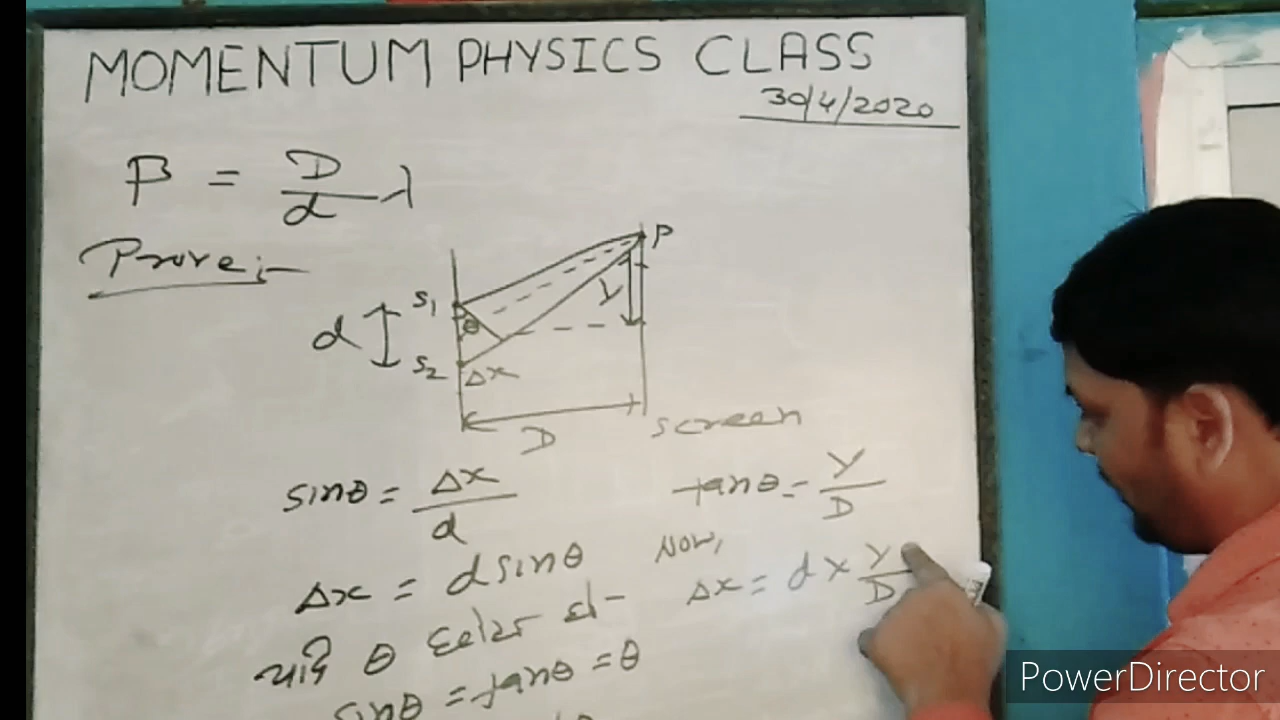 MOMENTUM PHYSICS CLASS
30/4/2020
β = D/d λ
Prove:-
P
S1
θ
y
d
S2
Δx
D
screen
sinθ = Δx/d
tanθ = y/D
Δx = d sinθ
Now,
Δx = d x y/D
यदि θ
sinθ = tanθ = θ
PowerDirector